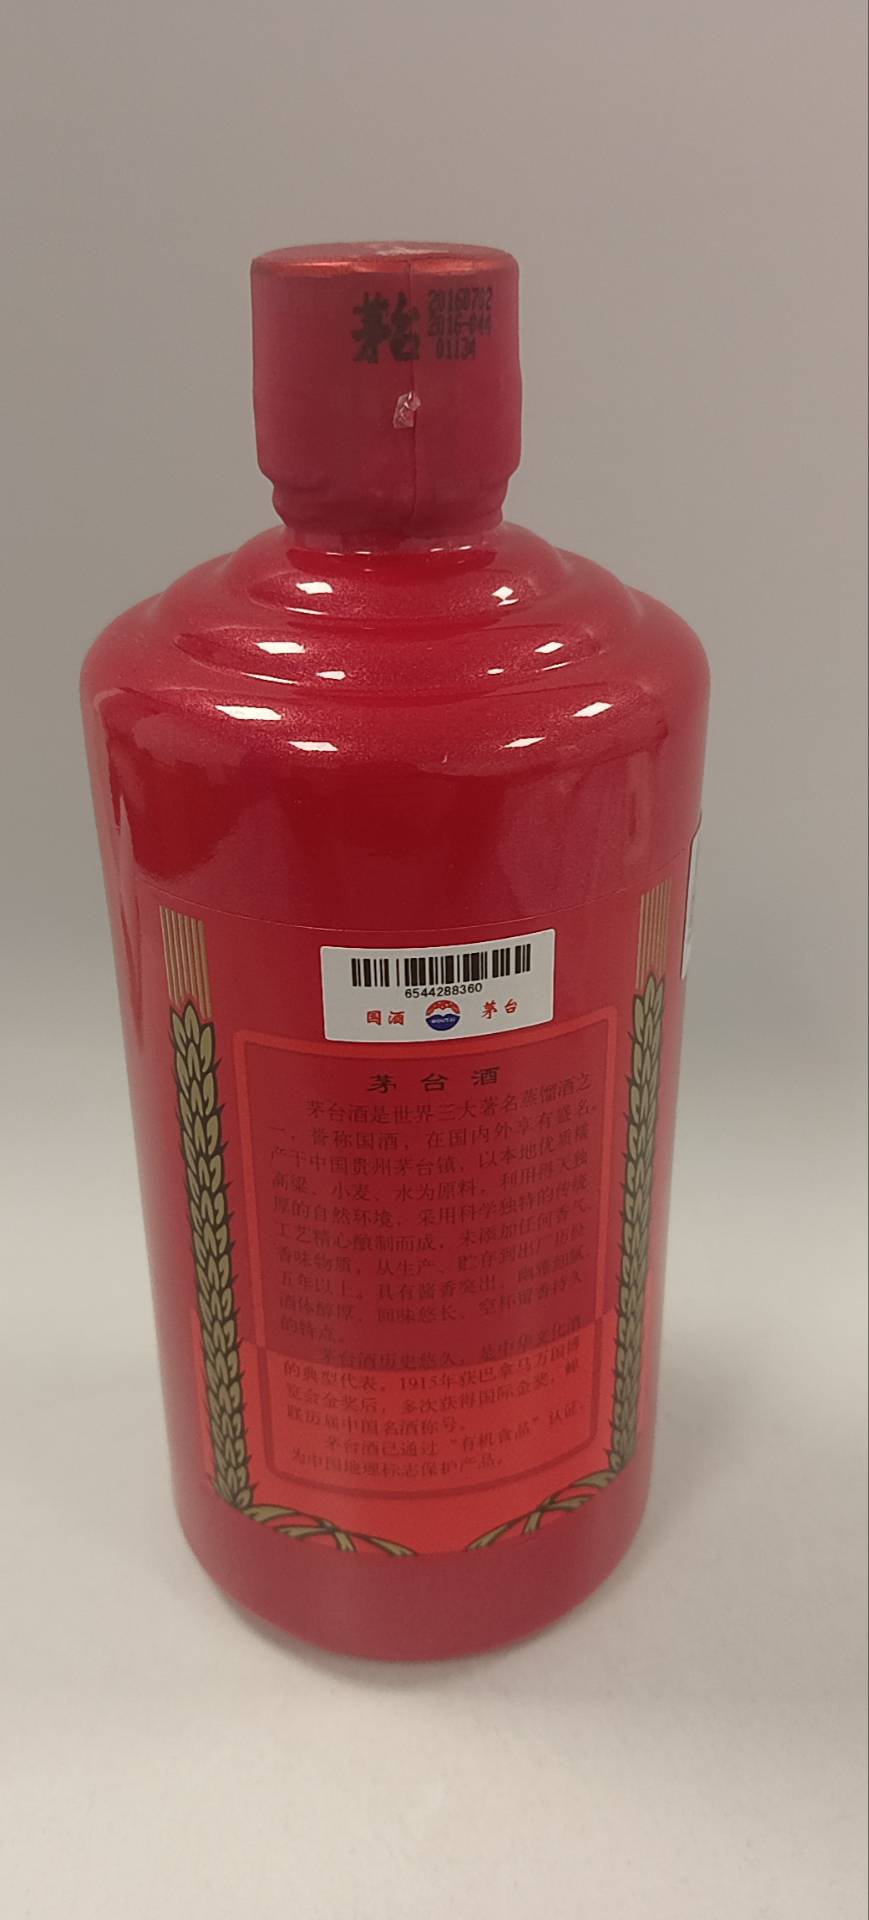 茅台
20160702
2016-044
01134
6544288360
国酒 MOUTAI 茅台
茅台酒
茅台酒是世界三大著名蒸馏酒之
一，誉称国酒，在国内外享有盛名。
产于中国贵州茅台镇，以本地优质糯
高粱、小麦、水为原料，利用得天独
厚的自然环境，采用科学独特的传统
工艺精心酿制而成，未添加任何香气、
香味物质，从生产、贮存到出厂历经
五年以上。具有酱香突出、幽雅细腻、
酒体醇厚、回味悠长、空杯留香持久
的特点。
茅台酒历史悠久，是中华文化酒
的典型代表。1915年获巴拿马万国博
览会金奖后，多次获得国际金奖，蝉
联历届中国名酒称号。
茅台酒已通过“有机食品”认证，
为中国地理标志保护产品。